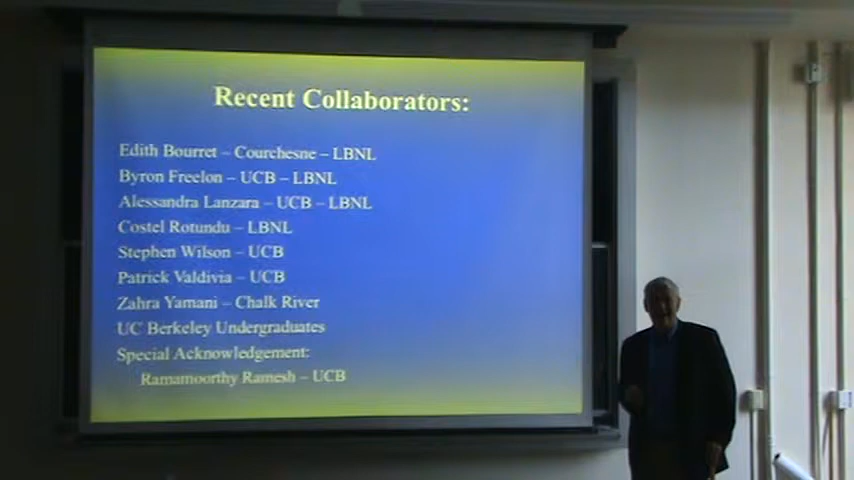 Recent Collaborators:
Edith Bourret – Courchesne – LBNL
Byron Freelon – UCB – LBNL
Alessandra Lanzara – UCB – LBNL
Costel Rotundu – LBNL
Stephen Wilson – UCB
Patrick Valdivia – UCB
Zahra Yamani – Chalk River
UC Berkeley Undergraduates
Special Acknowledgement:
Ramamoorthy Ramesh – UCB